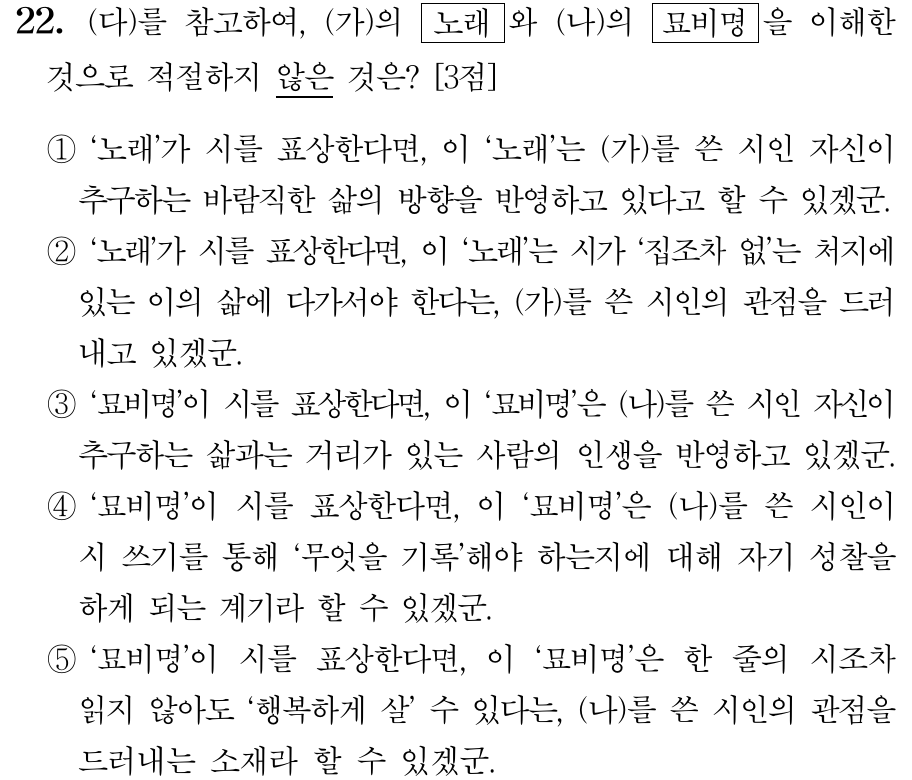 22. (다)를 참고하여, (가)의 노래 와 (나)의 묘비명 을 이해한
것으로 적절하지 않은 것은? [3점]
① ‘노래’가 시를 표상한다면, 이 ‘노래’는 (가)를 쓴 시인 자신이
추구하는 바람직한 삶의 방향을 반영하고 있다고 할 수 있겠군.
② ‘노래’가 시를 표상한다면, 이 ‘노래’는 시가 ‘집조차 없’는 처지에
있는 이의 삶에 다가서야 한다는, (가)를 쓴 시인의 관점을 드러
내고 있겠군.
③ ‘묘비명’이 시를 표상한다면, 이 ‘묘비명’은 (나)를 쓴 시인 자신이
추구하는 삶과는 거리가 있는 사람의 인생을 반영하고 있겠군.
④ ‘묘비명’이 시를 표상한다면, 이 ‘묘비명’은 (나)를 쓴 시인이
시 쓰기를 통해 ‘무엇을 기록’해야 하는지에 대해 자기 성찰을
하게 되는 계기라 할 수 있겠군.
⑤ ‘묘비명’이 시를 표상한다면, 이 ‘묘비명’은 한 줄의 시조차
읽지 않아도 ‘행복하게 살’ 수 있다는, (나)를 쓴 시인의 관점을
드러내는 소재라 할 수 있겠군.